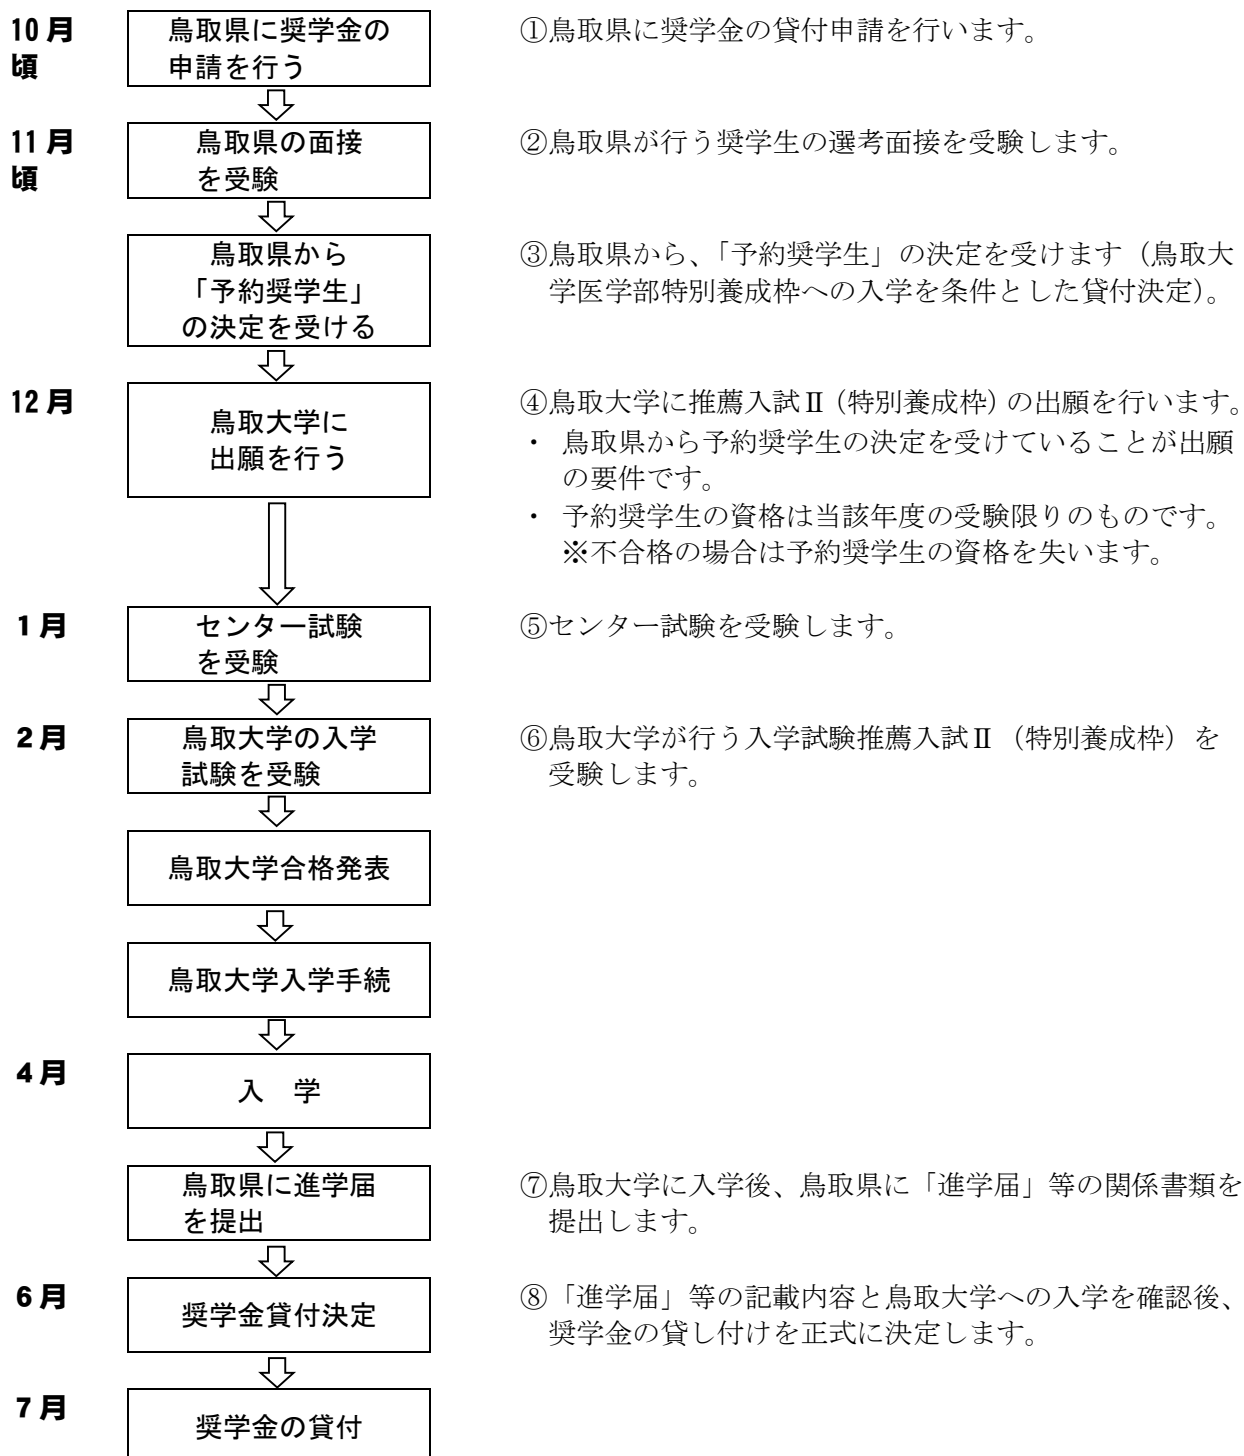 10 月
頃
鳥取県に奨学金の
申請を行う
①鳥取県に奨学金の貸付申請を行います。
11 月
頃
鳥取県の面接
を受験
②鳥取県が行う奨学生の選考面接を受験します。
鳥取県から
「予約奨学生」
の決定を受ける
③鳥取県から、「予約奨学生」の決定を受けます（鳥取大
学医学部特別養成枠への入学を条件とした貸付決定）。
12 月
鳥取大学に
出願を行う
④鳥取大学に推薦入試Ⅱ（特別養成枠）の出願を行います。
・ 鳥取県から予約奨学生の決定を受けていることが出願
の要件です。
・ 予約奨学生の資格は当該年度の受験限りのものです。
※不合格の場合は予約奨学生の資格を失います。
１月
センター試験
を受験
⑤センター試験を受験します。
２月
鳥取大学の入学
試験を受験
⑥鳥取大学が行う入学試験推薦入試Ⅱ（特別養成枠）を
受験します。
鳥取大学合格発表
鳥取大学入学手続
４月
入　学
鳥取県に進学届
を提出
⑦鳥取大学に入学後、鳥取県に「進学届」等の関係書類を
提出します。
６月
奨学金貸付決定
⑧「進学届」等の記載内容と鳥取大学への入学を確認後、
奨学金の貸し付けを正式に決定します。
７月
奨学金の貸付